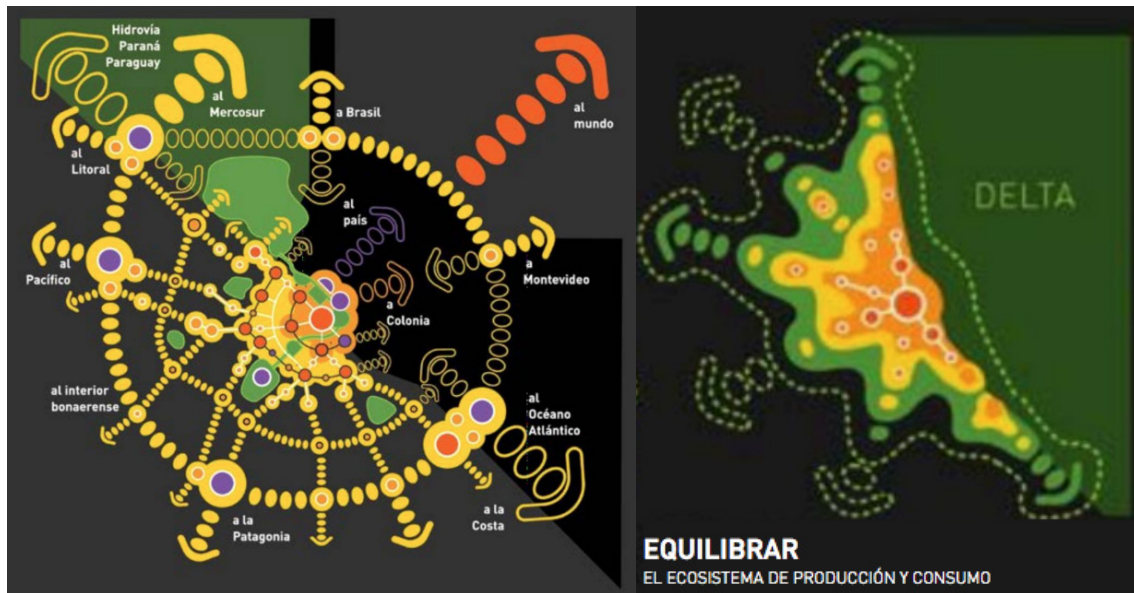 Hidrovía
Paraná
Paraguay
al
Mercosur
a Brasil
al
mundo
al
Litoral
al
país
al
Pacífico
a
Montevideo
a
Colonia
al interior
bonaerense
al
Océano
Atlántico
a la
Costa
a la
Patagonia
DELTA
EQUILIBRAR
EL ECOSISTEMA DE PRODUCCIÓN Y CONSUMO